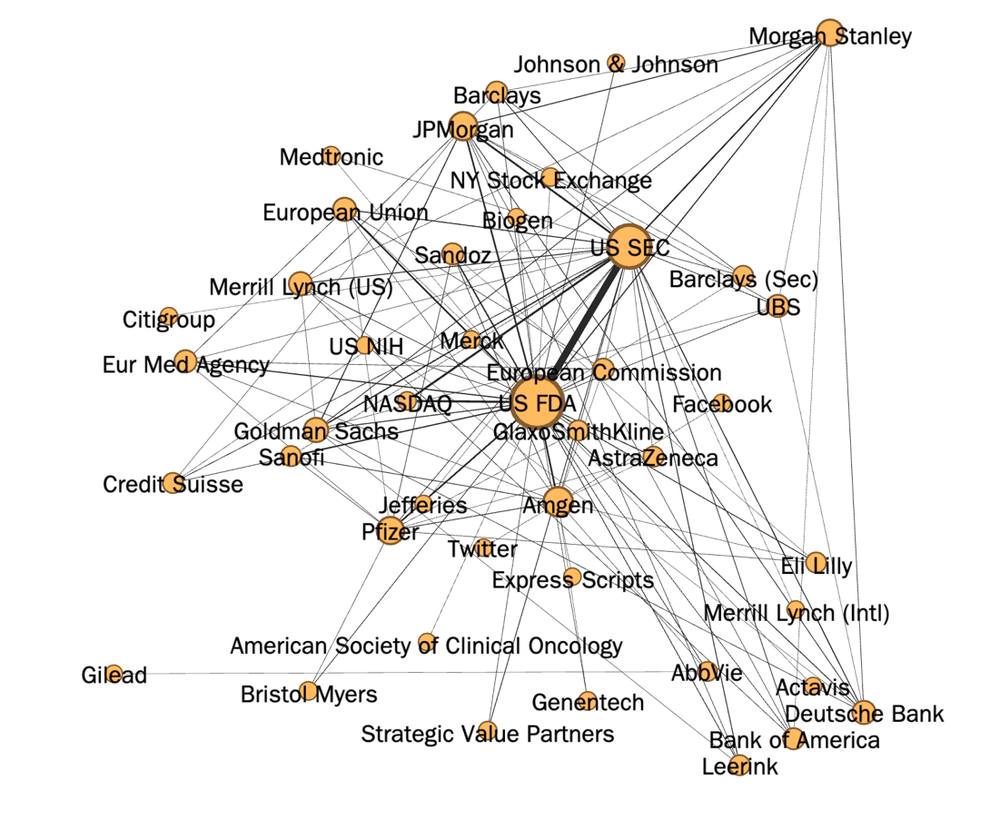 Morgan Stanley
Johnson & Johnson
Barclays
JPMorgan
Medtronic
NY Stock Exchange
European Union
Biogen
US SEC
Sandoz
Barclays (Sec)
Merrill Lynch (US)
UBS
Citigroup
US NIH
Merck
Eur Med Agency
European Commission
NASDAQ
US FDA
Facebook
Goldman Sachs
GlaxoSmithKline
Sanofi
AstraZeneca
Credit Suisse
Jefferies
Amgen
Pfizer
Twitter
Eli Lilly
Express Scripts
Merrill Lynch (Intl)
American Society of Clinical Oncology
Gilead
AbbVie
Actavis
Bristol Myers
Genentech
Deutsche Bank
Strategic Value Partners
Bank of America
Leerink